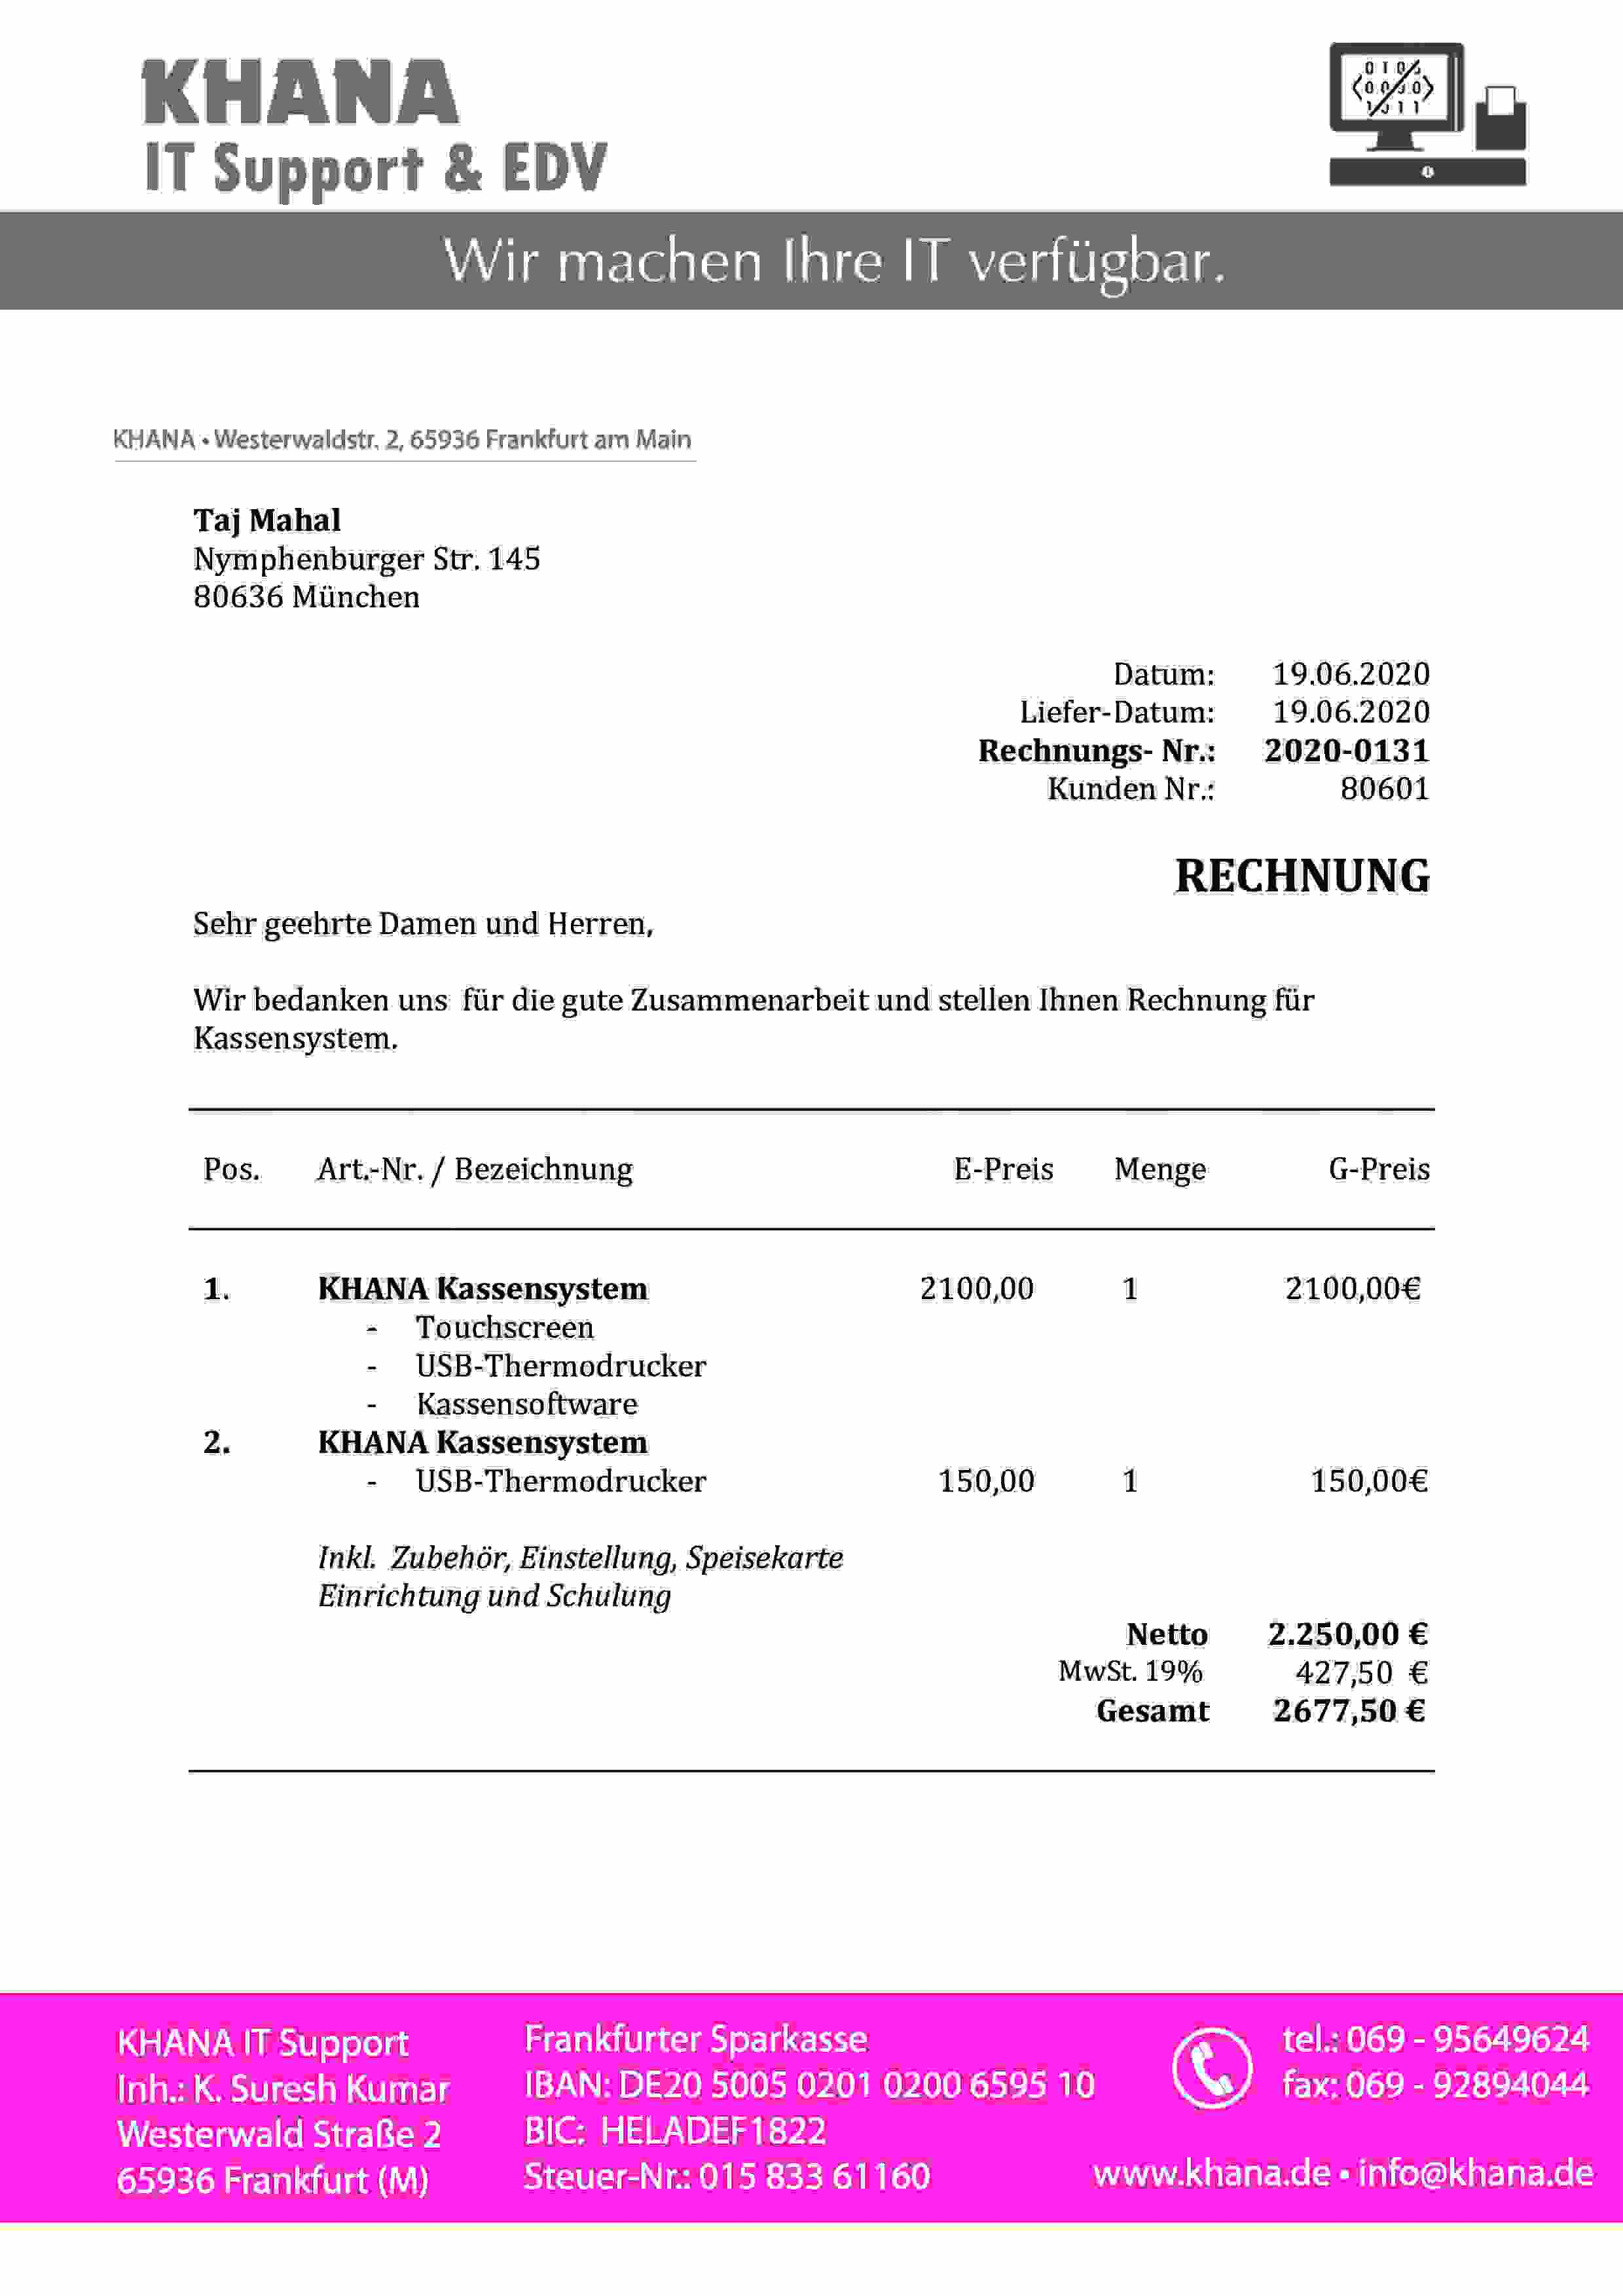 KHANA
IT Support & EDV
Wir machen Ihre IT verfügbar.
KHANA • Westerwaldstr. 2, 65936 Frankfurt am Main
Taj Mahal
Nymphenburger Str. 145
80636 München
Datum: 19.06.2020
Liefer-Datum: 19.06.2020
Rechnungs- Nr.: 2020-0131
Kunden Nr.: 80601
RECHNUNG
Sehr geehrte Damen und Herren,
Wir bedanken uns für die gute Zusammenarbeit und stellen Ihnen Rechnung für
Kassensystem.
Pos. Art.-Nr. / Bezeichnung E-Preis Menge G-Preis
1. KHANA Kassensystem 2100,00 1 2100,00€
- Touchscreen
- USB-Thermodrucker
- Kassensoftware
2. KHANA Kassensystem
- USB-Thermodrucker 150,00 1 150,00€
Inkl. Zubehör, Einstellung, Speisekarte
Einrichtung und Schulung
Netto 2.250,00 €
MwSt. 19% 427,50 €
Gesamt 2677,50 €
KHANA IT Support
Inh.: K. Suresh Kumar
Westerwald Straße 2
65936 Frankfurt (M)
Frankfurter Sparkasse
IBAN: DE20 5005 0201 0200 6595 10
BIC: HELADEF1822
Steuer-Nr.: 015 833 61160
tel.: 069 - 95649624
fax: 069 - 92894044
www.khana.de • info@khana.de